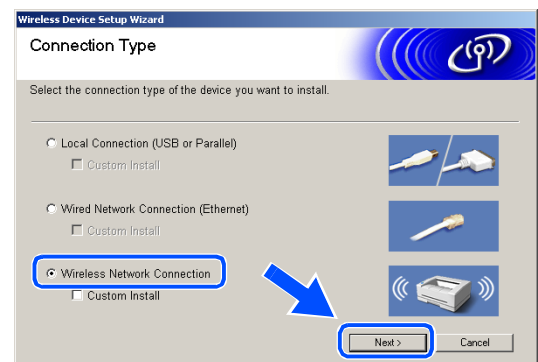 Wireless Device Setup Wizard
Connection Type
Select the connection type of the device you want to install.
Local Connection (USB or Parallel)
Custom Install
Wired Network Connection (Ethernet)
Custom Install
Wireless Network Connection
Custom Install
Next >
Cancel